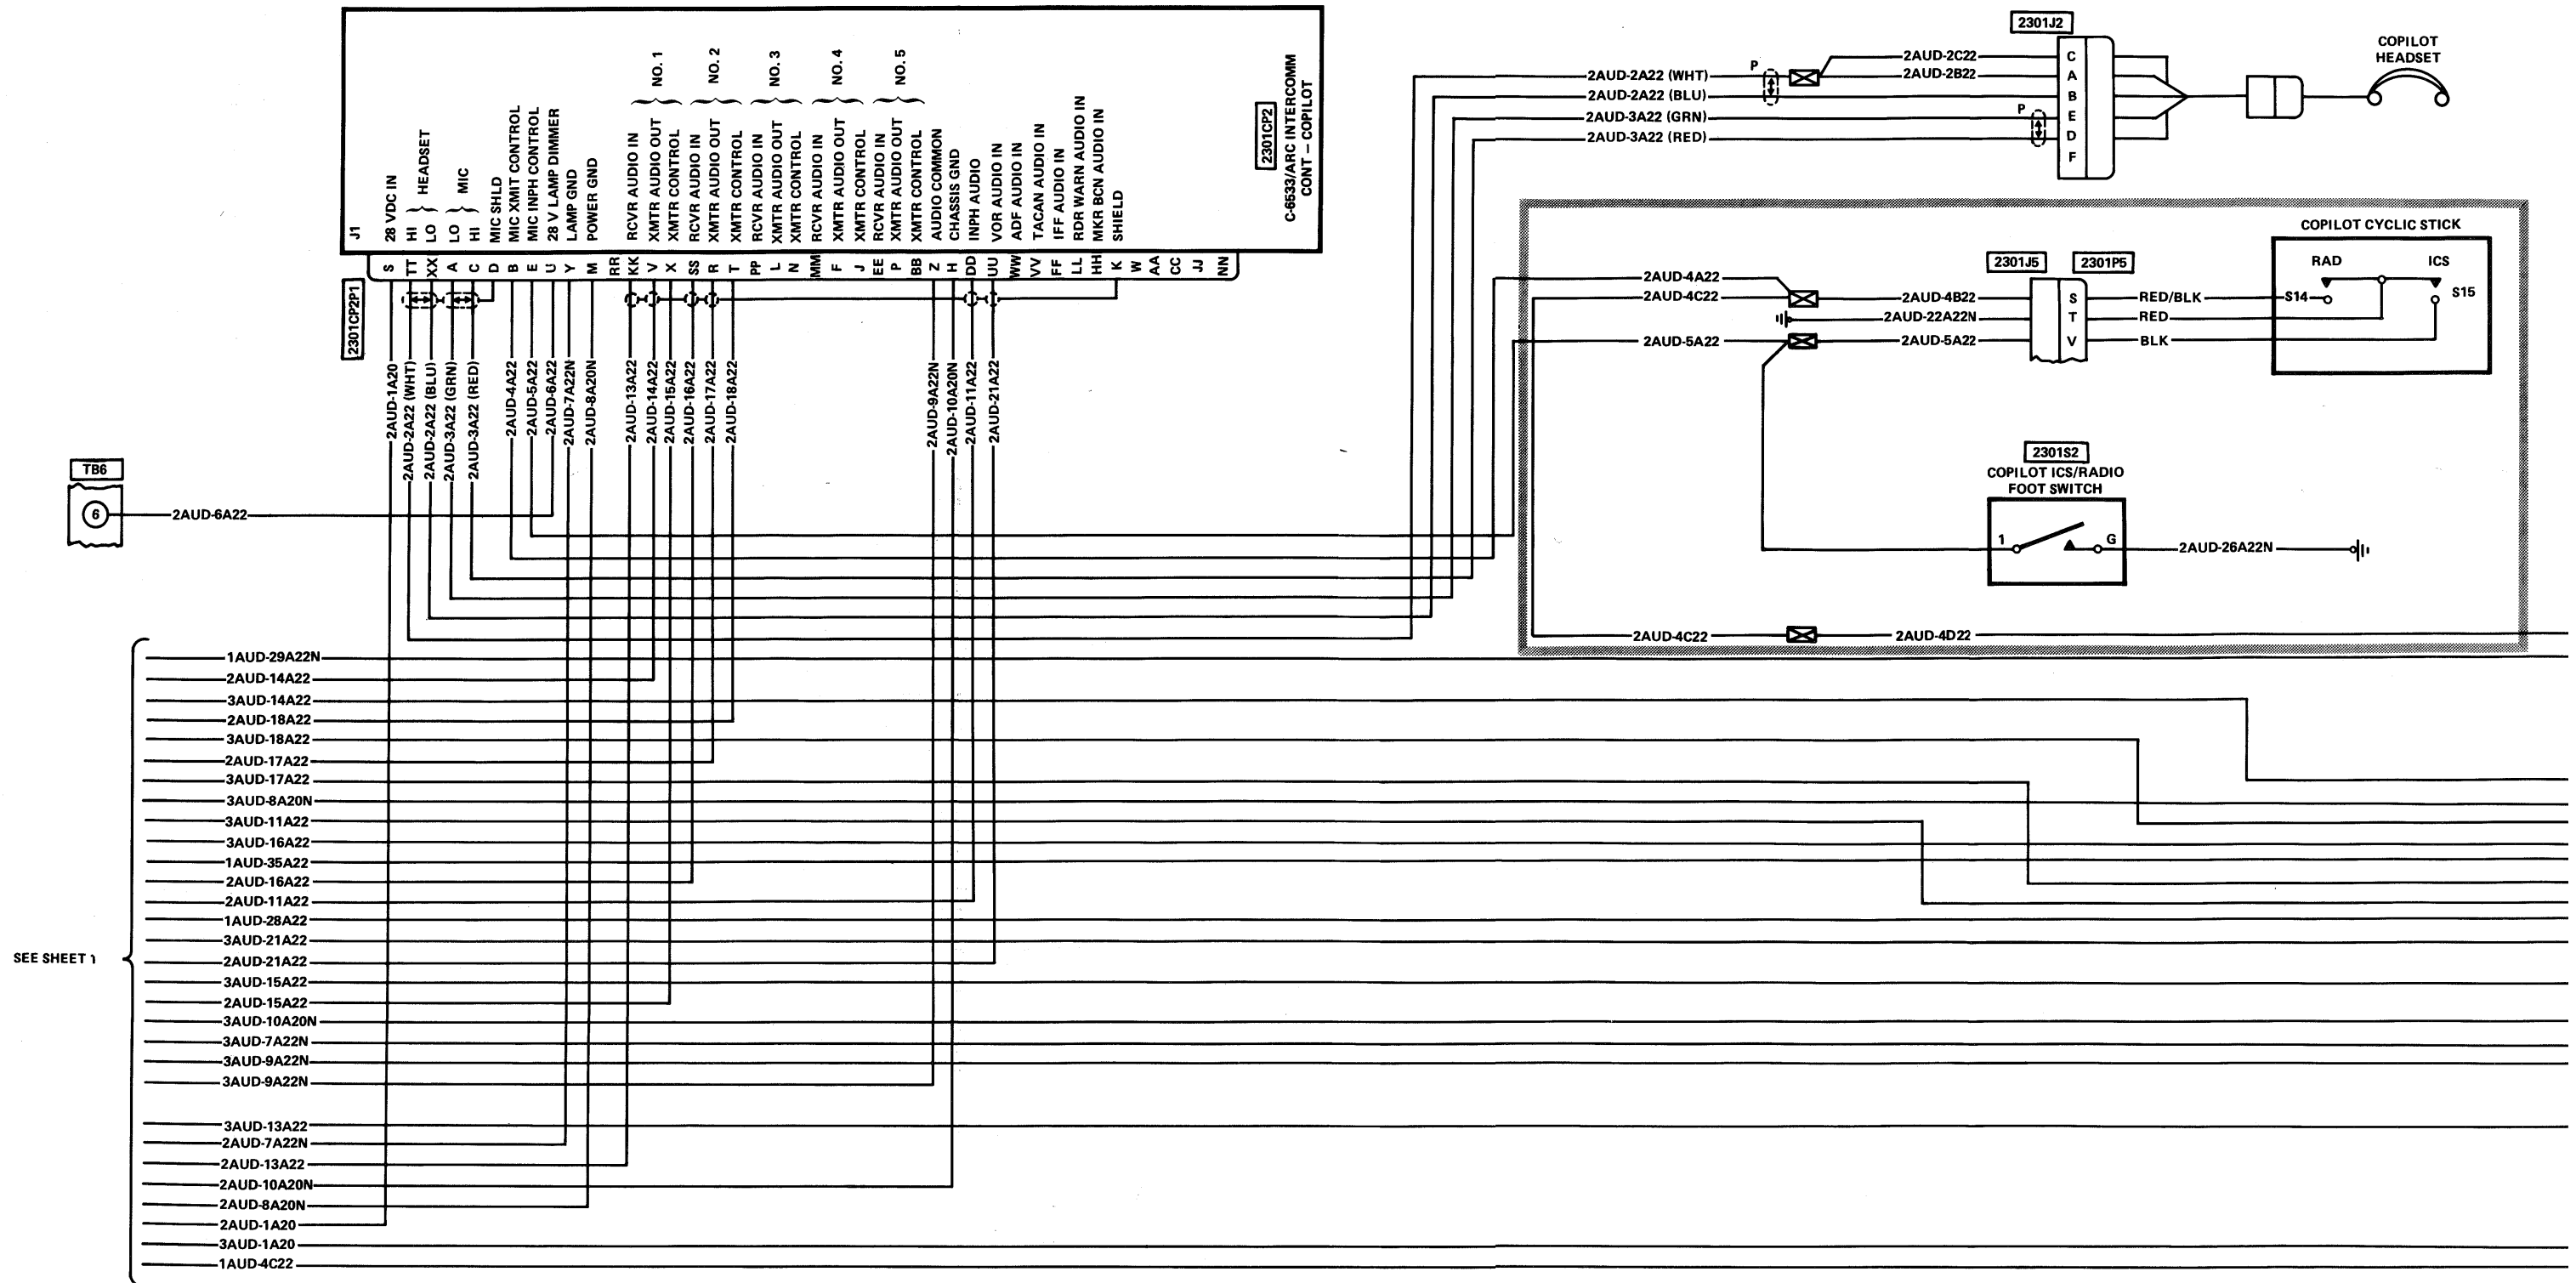 J1
28 VDC IN
HI
LO
HEADSET
LO
HI
MIC
MIC SHLD
MIC XMIT CONTROL
MIC INPH CONTROL
28 V LAMP DIMMER
LAMP GND
POWER GND
RCVR AUDIO IN
XMTR AUDIO OUT
XMTR CONTROL
NO. 1
RCVR AUDIO IN
XMTR AUDIO OUT
XMTR CONTROL
NO. 2
RCVR AUDIO IN
XMTR AUDIO OUT
XMTR CONTROL
NO. 3
RCVR AUDIO IN
XMTR AUDIO OUT
XMTR CONTROL
NO. 4
RCVR AUDIO IN
XMTR AUDIO OUT
XMTR CONTROL
NO. 5
AUDIO COMMON
CHASSIS GND
INPH AUDIO
VOR AUDIO IN
ADF AUDIO IN
TACAN AUDIO IN
IFF AUDIO IN
RDR WARN AUDIO IN
MKR BCN AUDIO IN
SHIELD
2301CP2
C-6533/ARC INTERCOMM
CONT – COPILOT
2301CP2P1
S
TT
XX
A
C
D
B
E
U
Y
M
RR
KK
V
X
SS
R
T
PP
L
N
MM
F
J
EE
P
BB
Z
H
DD
UU
WW
VV
FF
LL
HH
K
W
AA
CC
JJ
NN
2AUD-1A20
2AUD-2A22 (WHT)
2AUD-2A22 (BLU)
2AUD-3A22 (GRN)
2AUD-3A22 (RED)
2AUD-4A22
2AUD-5A22
2AUD-6A22
2AUD-7A22N
2AUD-8A20N
2AUD-13A22
2AUD-14A22
2AUD-15A22
2AUD-16A22
2AUD-17A22
2AUD-18A22
2AUD-9A22N
2AUD-10A20N
2AUD-11A22
2AUD-21A22
TB6
6
2AUD-6A22
2301J2
COPILOT
HEADSET
2AUD-2C22
C
2AUD-2A22 (WHT)
P
2AUD-2B22
A
2AUD-2A22 (BLU)
B
2AUD-3A22 (GRN)
P
E
2AUD-3A22 (RED)
D
F
COPILOT CYCLIC STICK
2301J5
2301P5
RAD
ICS
2AUD-4A22
2AUD-4C22
2AUD-4B22
S
RED/BLK
S14
S15
2AUD-22A22N
T
RED
2AUD-5A22
2AUD-5A22
V
BLK
2301S2
COPILOT ICS/RADIO
FOOT SWITCH
1
G
2AUD-26A22N
2AUD-4C22
2AUD-4D22
SEE SHEET 1
1AUD-29A22N
2AUD-14A22
3AUD-14A22
2AUD-18A22
3AUD-18A22
2AUD-17A22
3AUD-17A22
3AUD-8A20N
3AUD-11A22
3AUD-16A22
1AUD-35A22
2AUD-16A22
2AUD-11A22
1AUD-28A22
3AUD-21A22
2AUD-21A22
3AUD-15A22
2AUD-15A22
3AUD-10A20N
3AUD-7A22N
3AUD-9A22N
3AUD-9A22N
3AUD-13A22
2AUD-7A22N
2AUD-13A22
2AUD-10A20N
2AUD-8A20N
2AUD-1A20
3AUD-1A20
1AUD-4C22